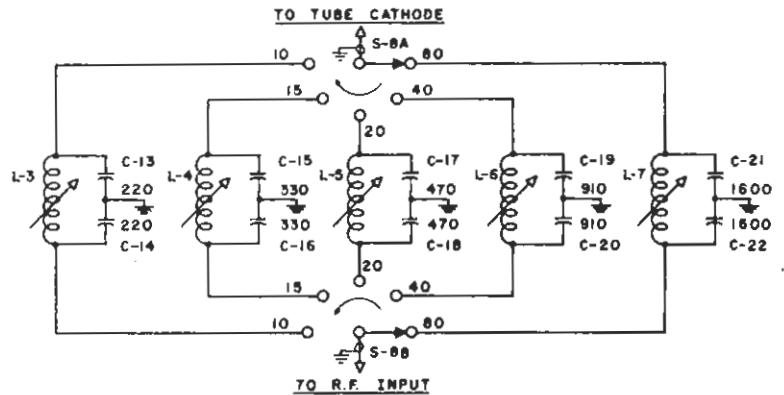 TO TUBE CATHODE
S-8A
10
80
15
40
20
L-3
C-13
220
220
C-14
L-4
C-15
330
330
C-16
L-5
C-17
470
470
C-18
L-6
C-19
910
910
C-20
L-7
C-21
1600
1600
C-22
20
15
40
10
80
S-8B
TO R.F. INPUT